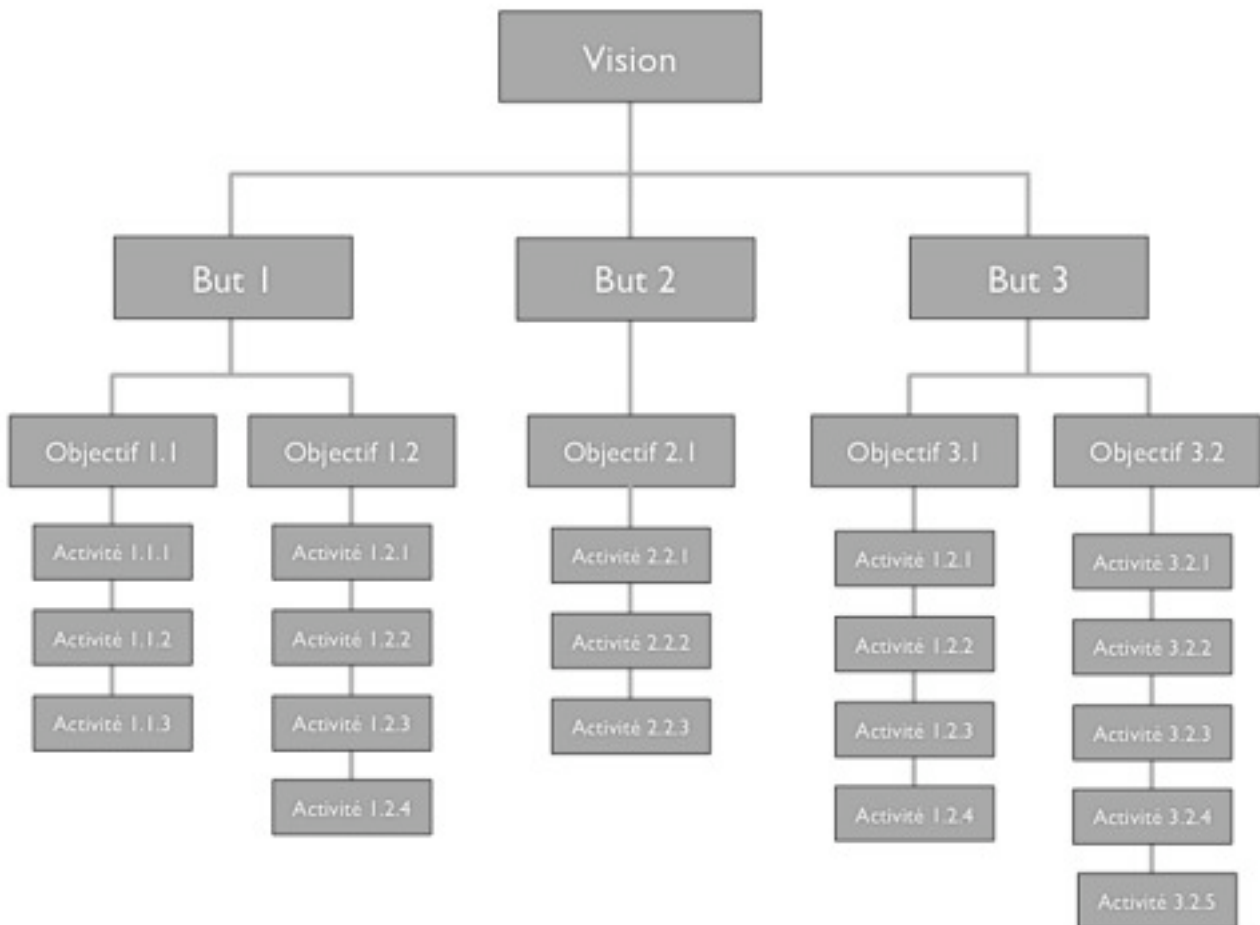 Vision
But 1
But 2
But 3
Objectif 1.1
Objectif 1.2
Objectif 2.1
Objectif 3.1
Objectif 3.2
Activité 1.1.1
Activité 1.1.2
Activité 1.1.3
Activité 1.2.1
Activité 1.2.2
Activité 1.2.3
Activité 1.2.4
Activité 2.2.1
Activité 2.2.2
Activité 2.2.3
Activité 1.2.1
Activité 1.2.2
Activité 1.2.3
Activité 1.2.4
Activité 3.2.1
Activité 3.2.2
Activité 3.2.3
Activité 3.2.4
Activité 3.2.5